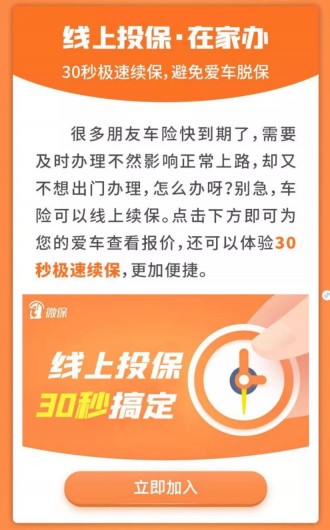 线上投保·在家办
30秒极速续保,避免爱车脱保
很多朋友车险快到期了,需要
及时办理不然影响正常上路,却又
不想出门办理,怎么办呀?别急,车
险可以线上续保。点击下方即可为
您的爱车查看报价,还可以体验30
秒极速续保,更加便捷。
微保
线上投保
30秒搞定
立即加入